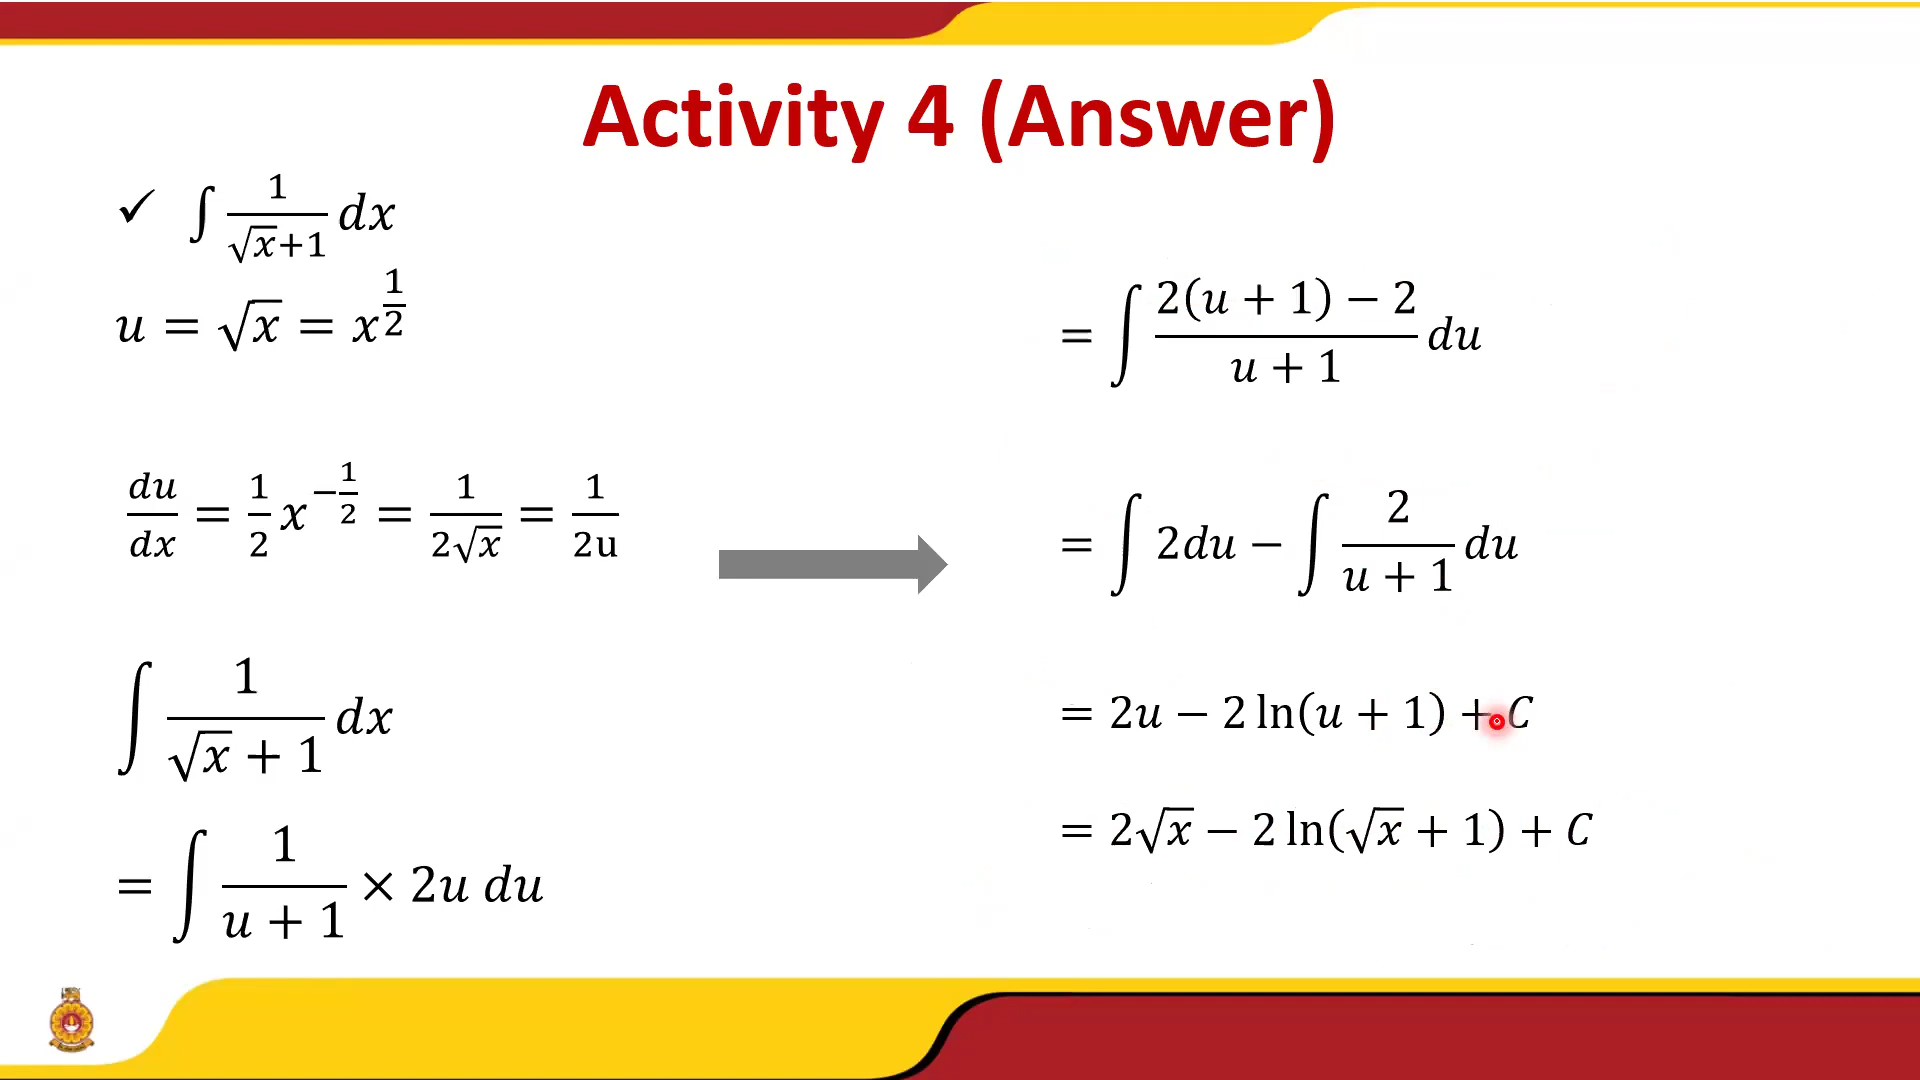 Activity 4 (Answer)
✓ ∫ 1/(√x+1) dx
u = √x = x^(1/2)
du/dx = 1/2 x^(−1/2) = 1/(2√x) = 1/(2u)
∫ 1/(√x + 1) dx
= ∫ 1/(u + 1) × 2u du
= ∫ (2(u + 1) − 2)/(u + 1) du
= ∫ 2du − ∫ 2/(u + 1) du
= 2u − 2 ln(u + 1) + C
= 2√x − 2 ln(√x + 1) + C